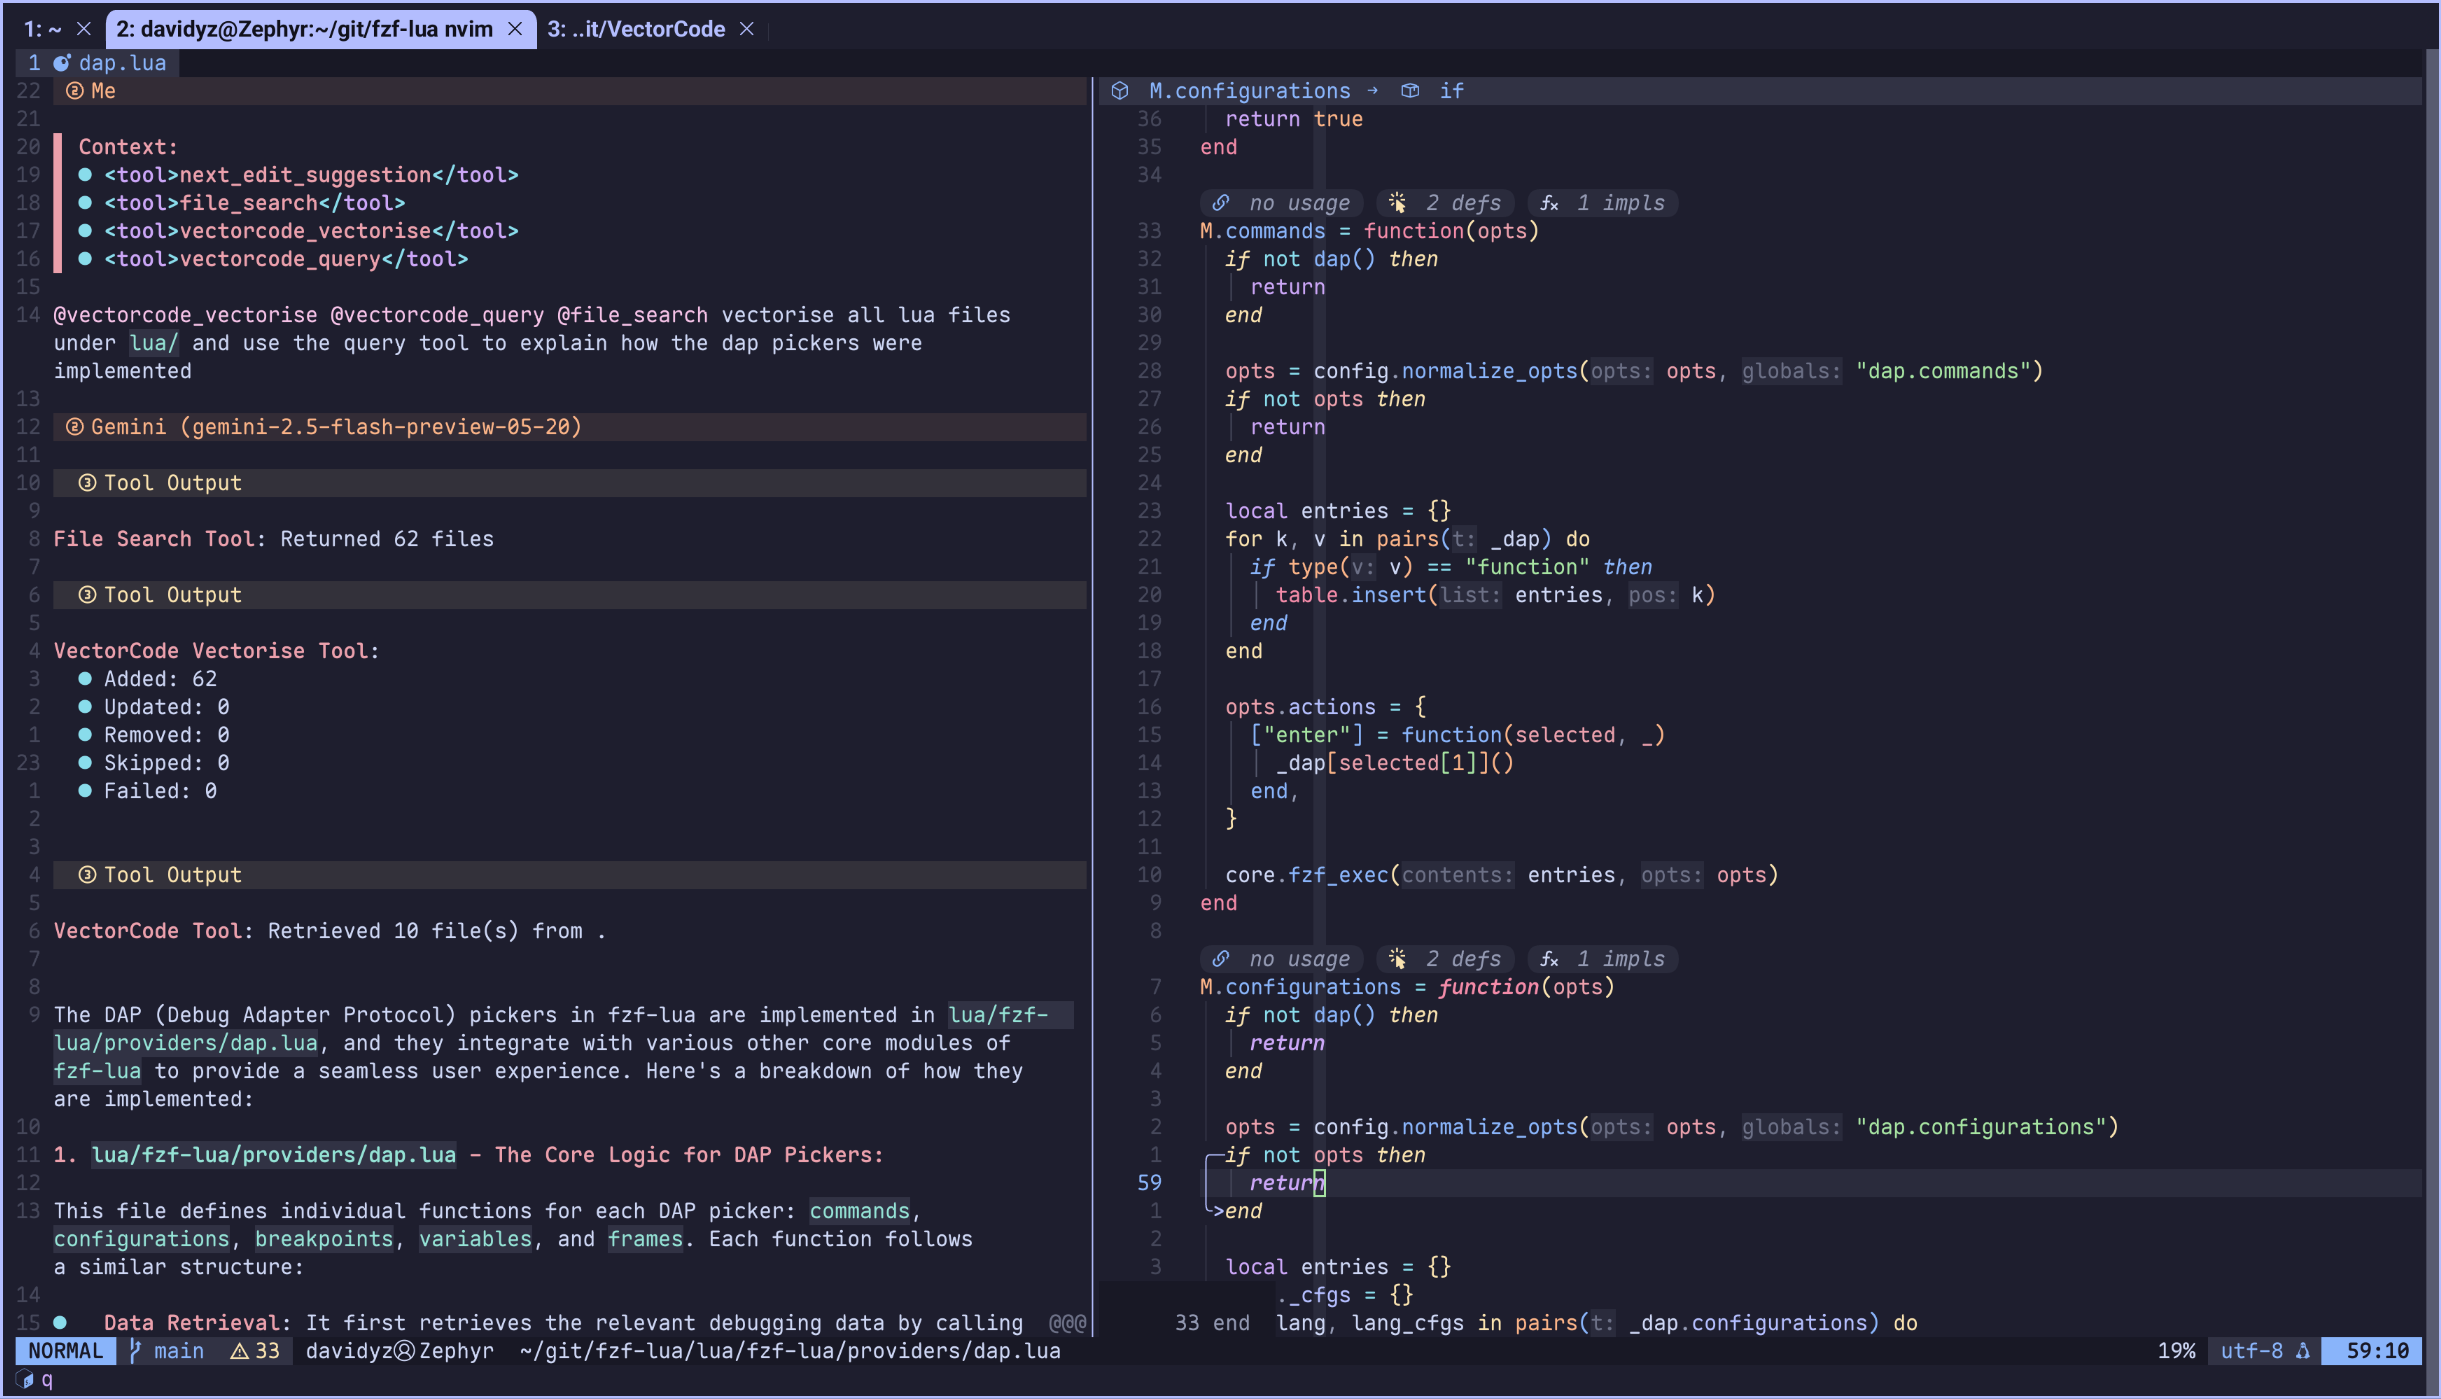 1: ~ × 2: davidyz@Zephyr:~/git/fzf-lua nvim × 3: ..it/VectorCode ×
1 dap.lua
22 ② Me
21
20 Context:
19 ● <tool>next_edit_suggestion</tool>
18 ● <tool>file_search</tool>
17 ● <tool>vectorcode_vectorise</tool>
16 ● <tool>vectorcode_query</tool>
15
14 @vectorcode_vectorise @vectorcode_query @file_search vectorise all lua files
under lua/ and use the query tool to explain how the dap pickers were
implemented
13
12 ② Gemini (gemini-2.5-flash-preview-05-20)
11
10 ③ Tool Output
9
8 File Search Tool: Returned 62 files
7
6 ③ Tool Output
5
4 VectorCode Vectorise Tool:
3 ● Added: 62
2 ● Updated: 0
1 ● Removed: 0
23 ● Skipped: 0
1 ● Failed: 0
2
3
4 ③ Tool Output
5
6 VectorCode Tool: Retrieved 10 file(s) from .
7
8
9 The DAP (Debug Adapter Protocol) pickers in fzf-lua are implemented in lua/fzf-
lua/providers/dap.lua, and they integrate with various other core modules of
fzf-lua to provide a seamless user experience. Here's a breakdown of how they
are implemented:
10
11 1. lua/fzf-lua/providers/dap.lua - The Core Logic for DAP Pickers:
12
13 This file defines individual functions for each DAP picker: commands,
configurations, breakpoints, variables, and frames. Each function follows
a similar structure:
14
15 ● Data Retrieval: It first retrieves the relevant debugging data by calling @@@
M.configurations → if
36 return true
35 end
34
no usage 2 defs fx 1 impls
33 M.commands = function(opts)
32 if not dap() then
31 return
30 end
29
28 opts = config.normalize_opts(opts: opts, globals: "dap.commands")
27 if not opts then
26 return
25 end
24
23 local entries = {}
22 for k, v in pairs(t: _dap) do
21 if type(v: v) == "function" then
20 table.insert(list: entries, pos: k)
19 end
18 end
17
16 opts.actions = {
15 ["enter"] = function(selected, _)
14 _dap[selected[1]]()
13 end,
12 }
11
10 core.fzf_exec(contents: entries, opts: opts)
9 end
8
no usage 2 defs fx 1 impls
7 M.configurations = function(opts)
6 if not dap() then
5 return
4 end
3
2 opts = config.normalize_opts(opts: opts, globals: "dap.configurations")
1 if not opts then
59 return
1 >end
2
3 local entries = {}
._cfgs = {}
33 end lang, lang_cfgs in pairs(t: _dap.configurations) do
NORMAL main ⚠ 33 davidyz Zephyr ~/git/fzf-lua/lua/fzf-lua/providers/dap.lua 19% utf-8 59:10
q